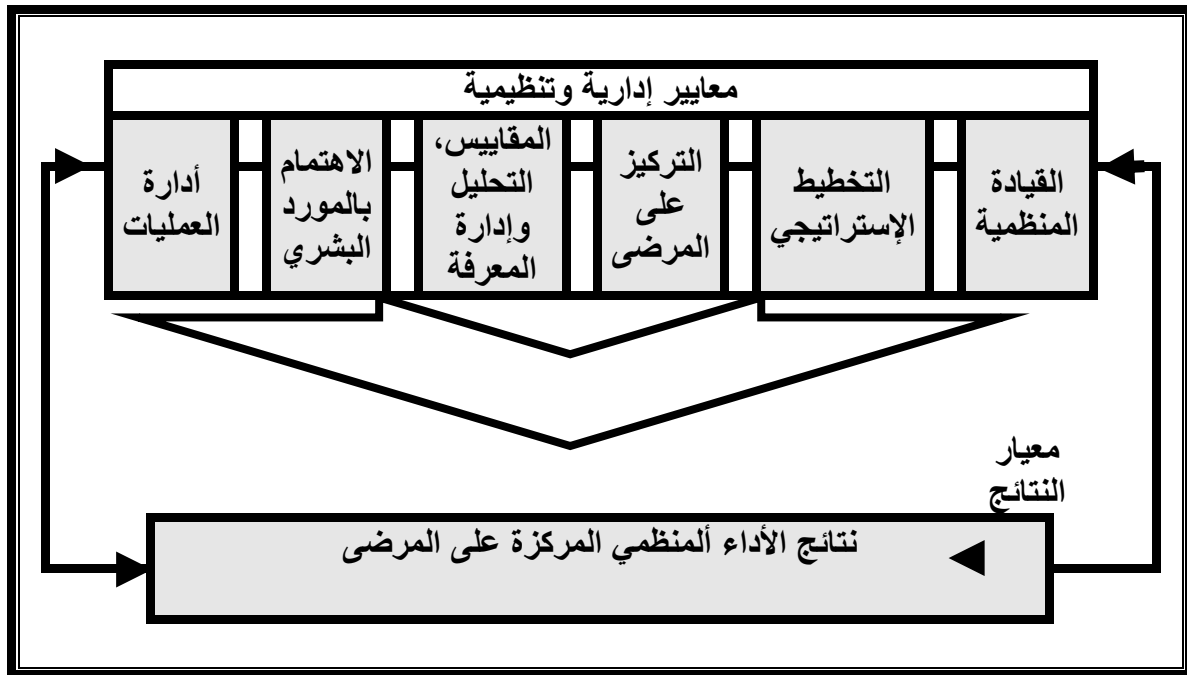 معايير إدارية وتنظيمية
القيادة
المنظمية
التخطيط
الإستراتيجي
التركيز
على
المرضى
المقاييس،
التحليل
وإدارة
المعرفة
الاهتمام
بالمورد
البشري
أدارة
العمليات
معيار
النتائج
نتائج الأداء ألمنظمي المركزة على المرضى